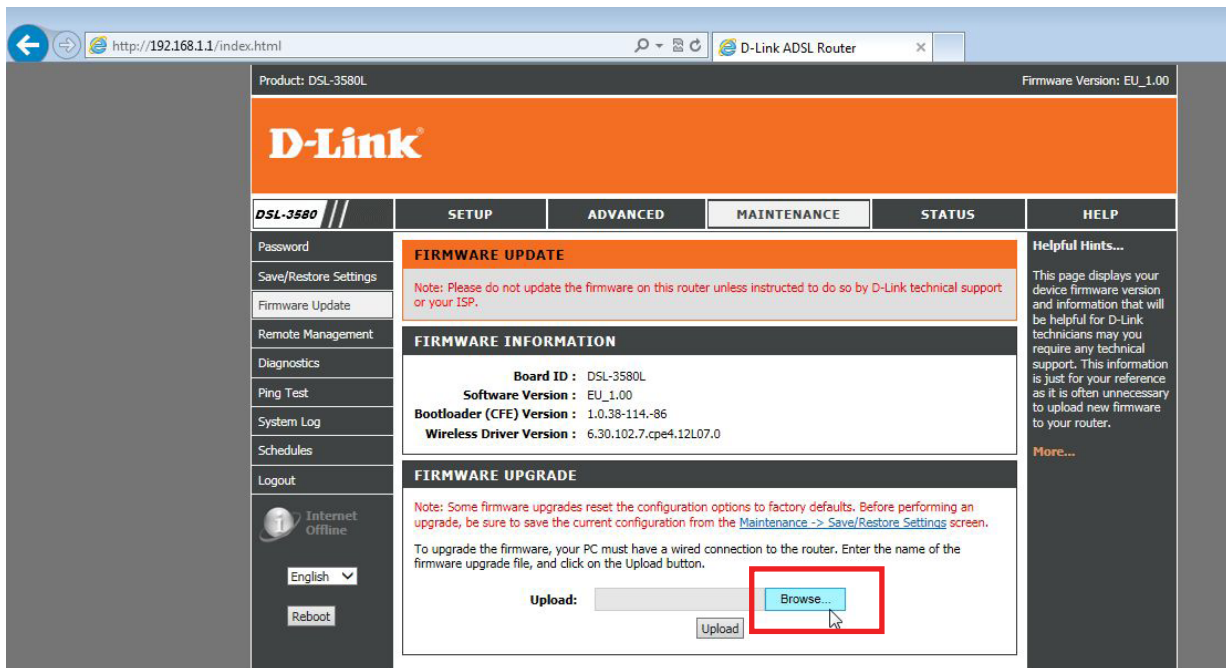 http://192.168.1.1/index.html
D-Link ADSL Router
Product: DSL-3580L
Firmware Version: EU_1.00
D-Link®
DSL-3580
SETUP
ADVANCED
MAINTENANCE
STATUS
HELP
Password
Save/Restore Settings
Firmware Update
Remote Management
Diagnostics
Ping Test
System Log
Schedules
Logout
Internet
Offline
English
Reboot
FIRMWARE UPDATE
Note: Please do not update the firmware on this router unless instructed to do so by D-Link technical support
or your ISP.
FIRMWARE INFORMATION
Board ID : DSL-3580L
Software Version : EU_1.00
Bootloader (CFE) Version : 1.0.38-114.-86
Wireless Driver Version : 6.30.102.7.cpe4.12L07.0
FIRMWARE UPGRADE
Note: Some firmware upgrades reset the configuration options to factory defaults. Before performing an
upgrade, be sure to save the current configuration from the Maintenance -> Save/Restore Settings screen.
To upgrade the firmware, your PC must have a wired connection to the router. Enter the name of the
firmware upgrade file, and click on the Upload button.
Upload:
Browse...
Upload
Helpful Hints...
This page displays your
device firmware version
and information that will
be helpful for D-Link
technicians may you
require any technical
support. This information
is just for your reference
as it is often unnecessary
to upload new firmware
to your router.
More...